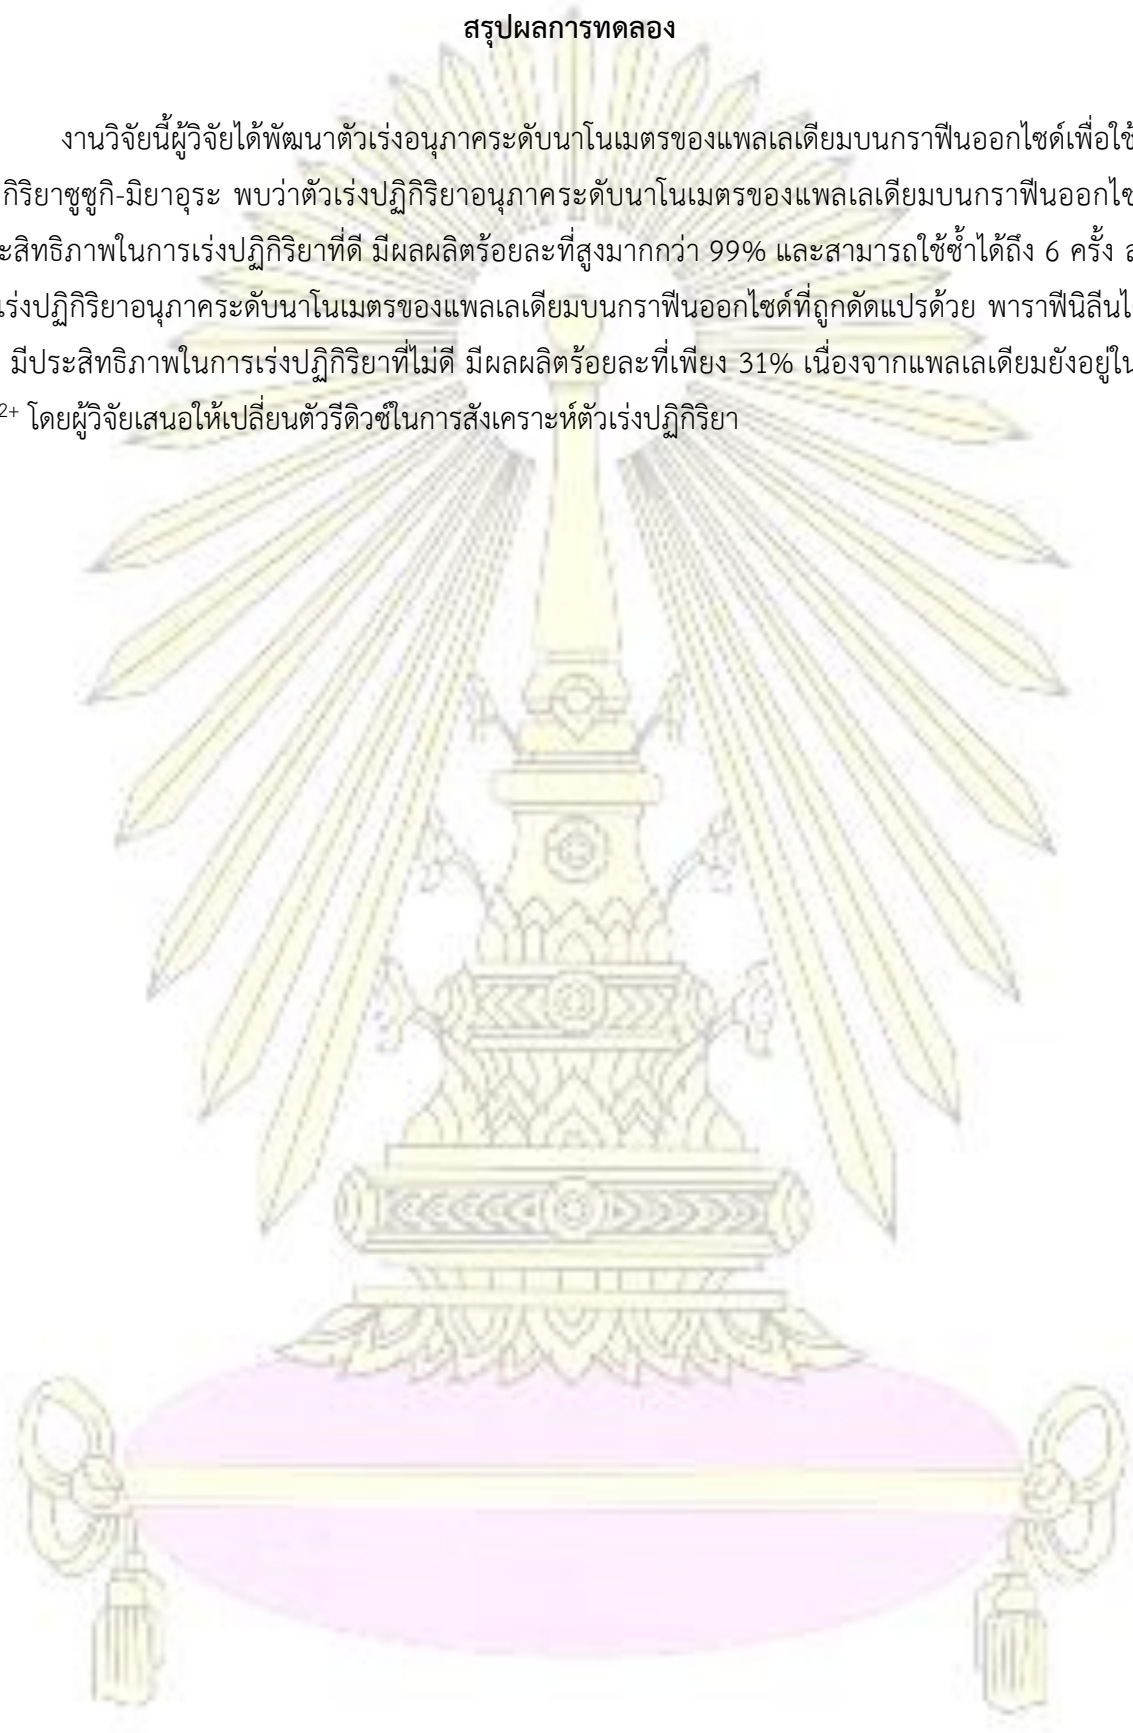 สรุปผลการทดลอง
งานวิจัยนี้ผู้วิจัยได้พัฒนาตัวเร่งอนุภาคระดับนาโนเมตรของแพลเลเดียมบนกราฟีนออกไซด์เพื่อใช้
กิริยาซูซูกิ-มิยาอุระ พบว่าตัวเร่งปฏิกิริยาอนุภาคระดับนาโนเมตรของแพลเลเดียมบนกราฟีนออกไซ
ะสิทธิภาพในการเร่งปฏิกิริยาที่ดี มีผลผลิตร้อยละที่สูงมากกว่า 99% และสามารถใช้ซ้ำได้ถึง 6 ครั้ง ส
เร่งปฏิกิริยาอนุภาคระดับนาโนเมตรของแพลเลเดียมบนกราฟีนออกไซด์ที่ถูกดัดแปรด้วย พาราฟีนิลีนได
มีประสิทธิภาพในการเร่งปฏิกิริยาที่ไม่ดี มีผลผลิตร้อยละที่เพียง 31% เนื่องจากแพลเลเดียมยังอยู่ใน
2+ โดยผู้วิจัยเสนอให้เปลี่ยนตัวรีดิวซ์ในการสังเคราะห์ตัวเร่งปฏิกิริยา